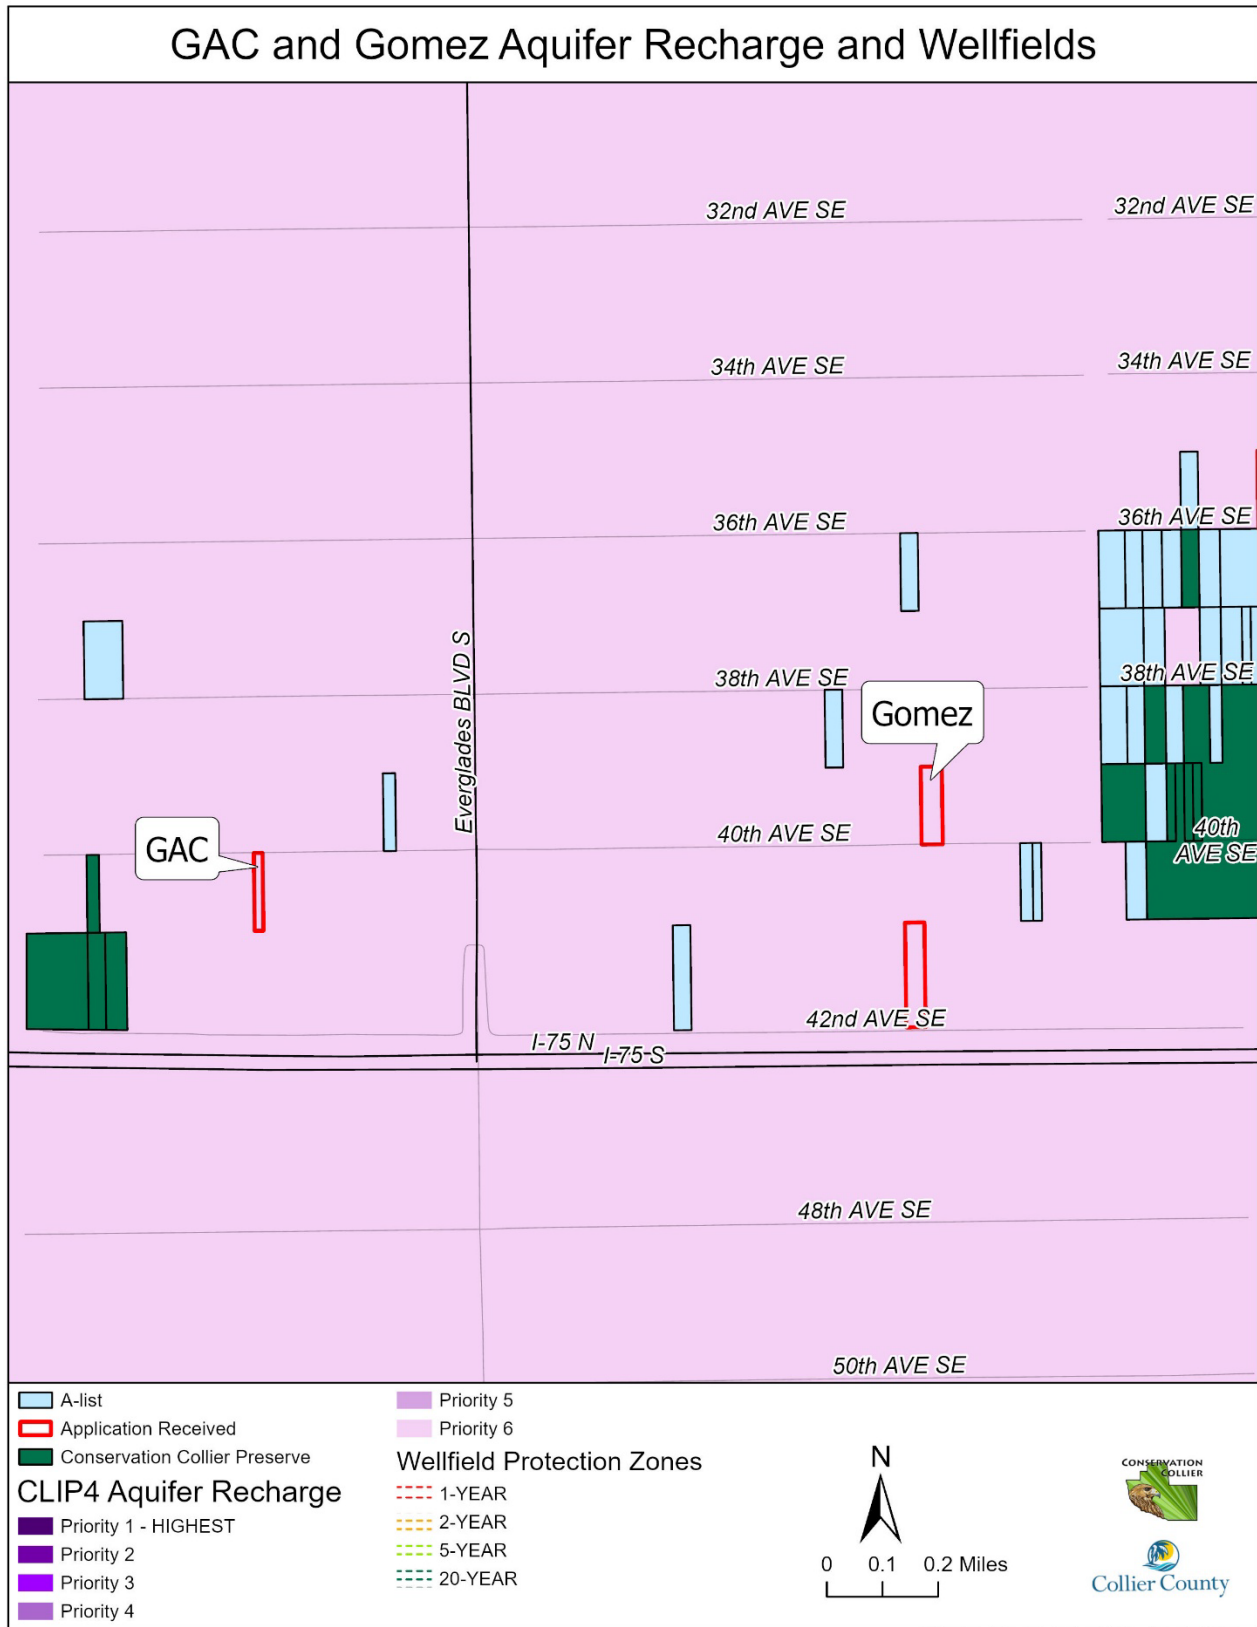 GAC and Gomez Aquifer Recharge and Wellfields
32nd AVE SE
32nd AVE SE
34th AVE SE
34th AVE SE
36th AVE SE
36th AVE SE
Everglades BLVD S
38th AVE SE
38th AVE SE
Gomez
GAC
40th AVE SE
40th
AVE SE
42nd AVE SE
I-75 N
I-75 S
48th AVE SE
50th AVE SE
A-list
Application Received
Conservation Collier Preserve
CLIP4 Aquifer Recharge
Priority 1 - HIGHEST
Priority 2
Priority 3
Priority 4
Priority 5
Priority 6
Wellfield Protection Zones
1-YEAR
2-YEAR
5-YEAR
20-YEAR
N
0 0.1 0.2 Miles
CONSERVATION
COLLIER
Collier County